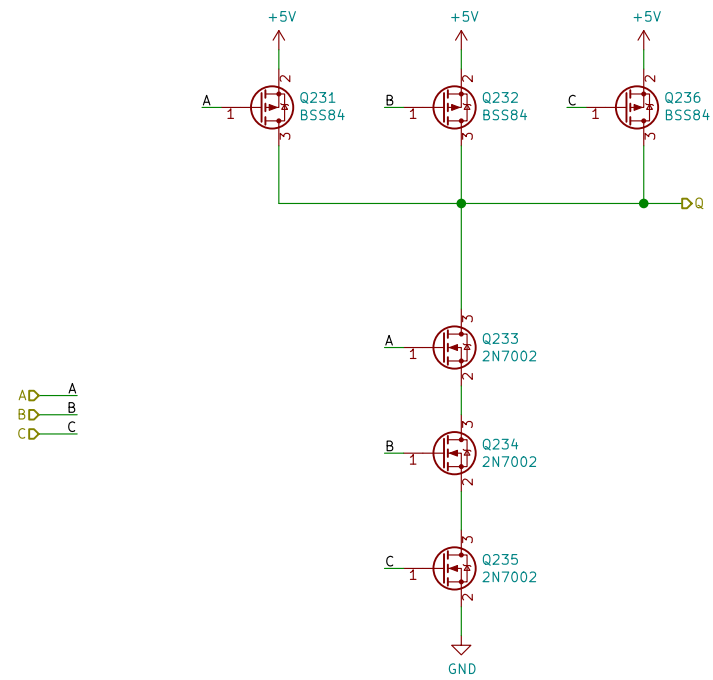 +5V +5V +5V
2 2 2
A 1 Q231 B 1 Q232 C 1 Q236
BSS84 BSS84 BSS84
3 3 3
Q
3
A 1 Q233
2N7002
2
A A
B B
C C
3
B 1 Q234
2N7002
2
3
C 1 Q235
2N7002
2
GND